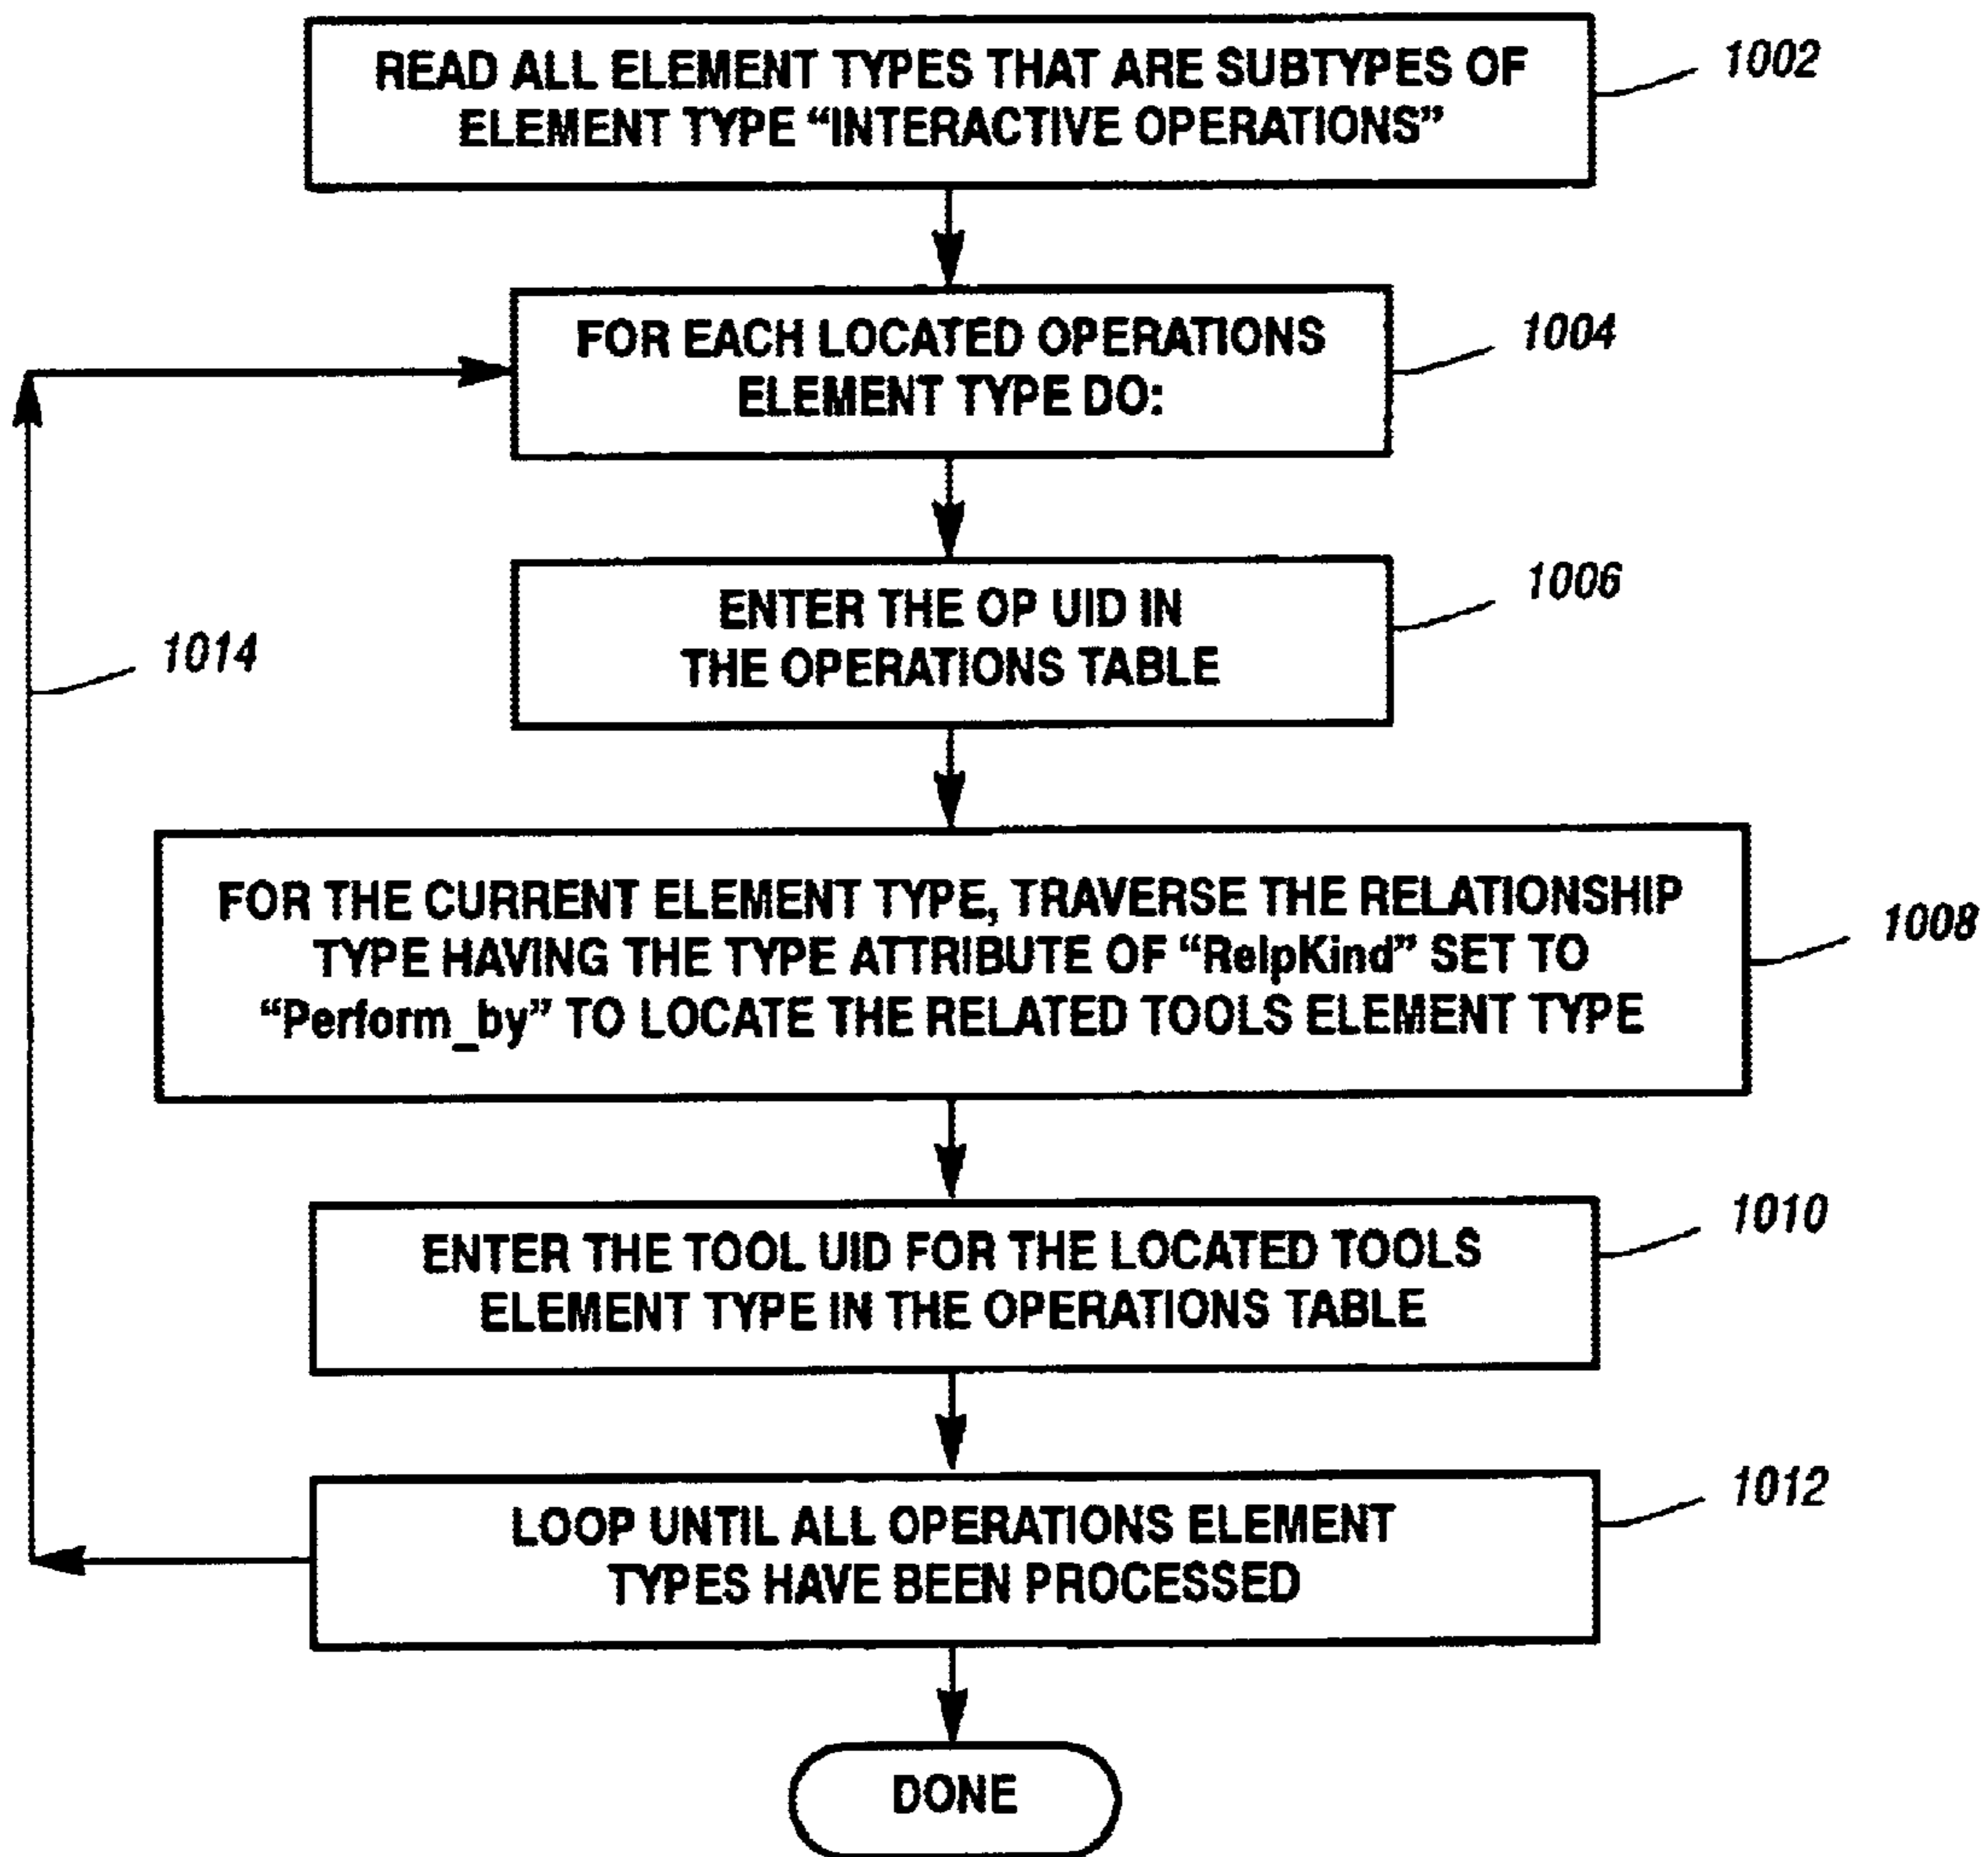 READ ALL ELEMENT TYPES THAT ARE SUBTYPES OF
ELEMENT TYPE “INTERACTIVE OPERATIONS”
1002
FOR EACH LOCATED OPERATIONS
ELEMENT TYPE DO:
1004
ENTER THE OP UID IN
THE OPERATIONS TABLE
1006
1014
FOR THE CURRENT ELEMENT TYPE, TRAVERSE THE RELATIONSHIP
TYPE HAVING THE TYPE ATTRIBUTE OF “RelpKind” SET TO
“Perform_by” TO LOCATE THE RELATED TOOLS ELEMENT TYPE
1008
ENTER THE TOOL UID FOR THE LOCATED TOOLS
ELEMENT TYPE IN THE OPERATIONS TABLE
1010
LOOP UNTIL ALL OPERATIONS ELEMENT
TYPES HAVE BEEN PROCESSED
1012
DONE